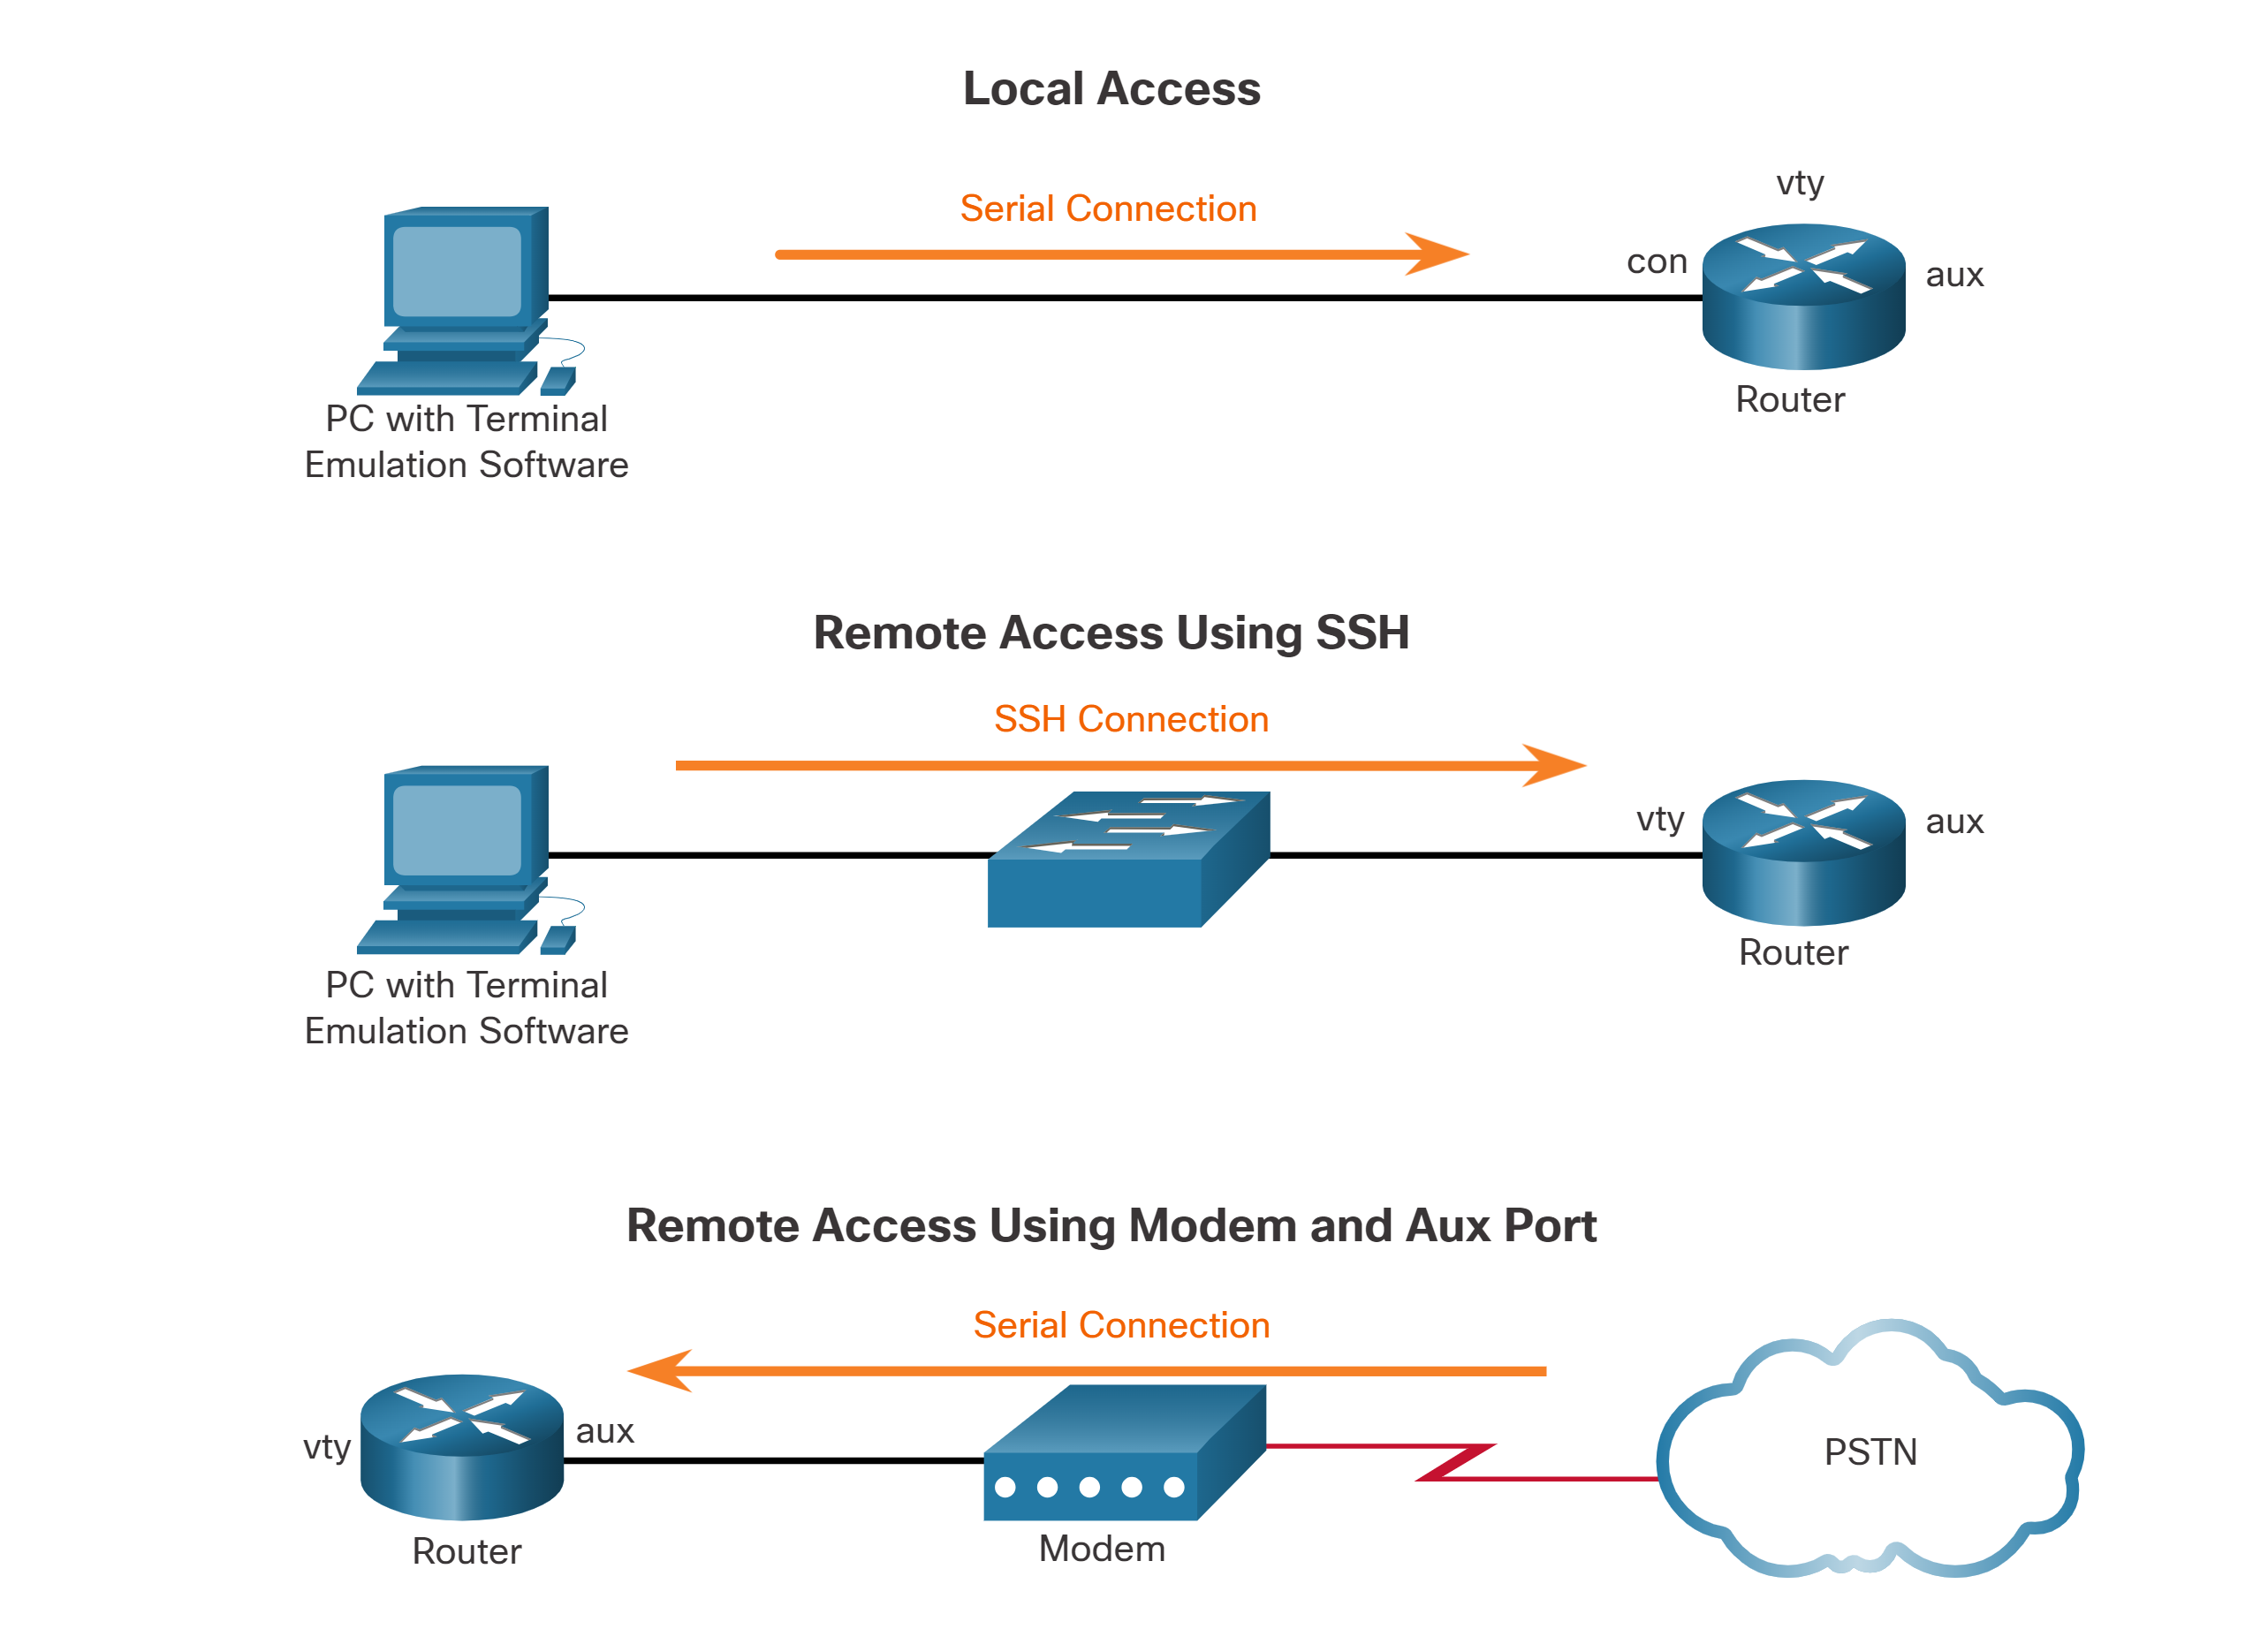 Local Access
vty
Serial Connection
con
aux
Router
PC with Terminal
Emulation Software
Remote Access Using SSH
SSH Connection
vty
aux
Router
PC with Terminal
Emulation Software
Remote Access Using Modem and Aux Port
Serial Connection
vty
aux
PSTN
Router
Modem